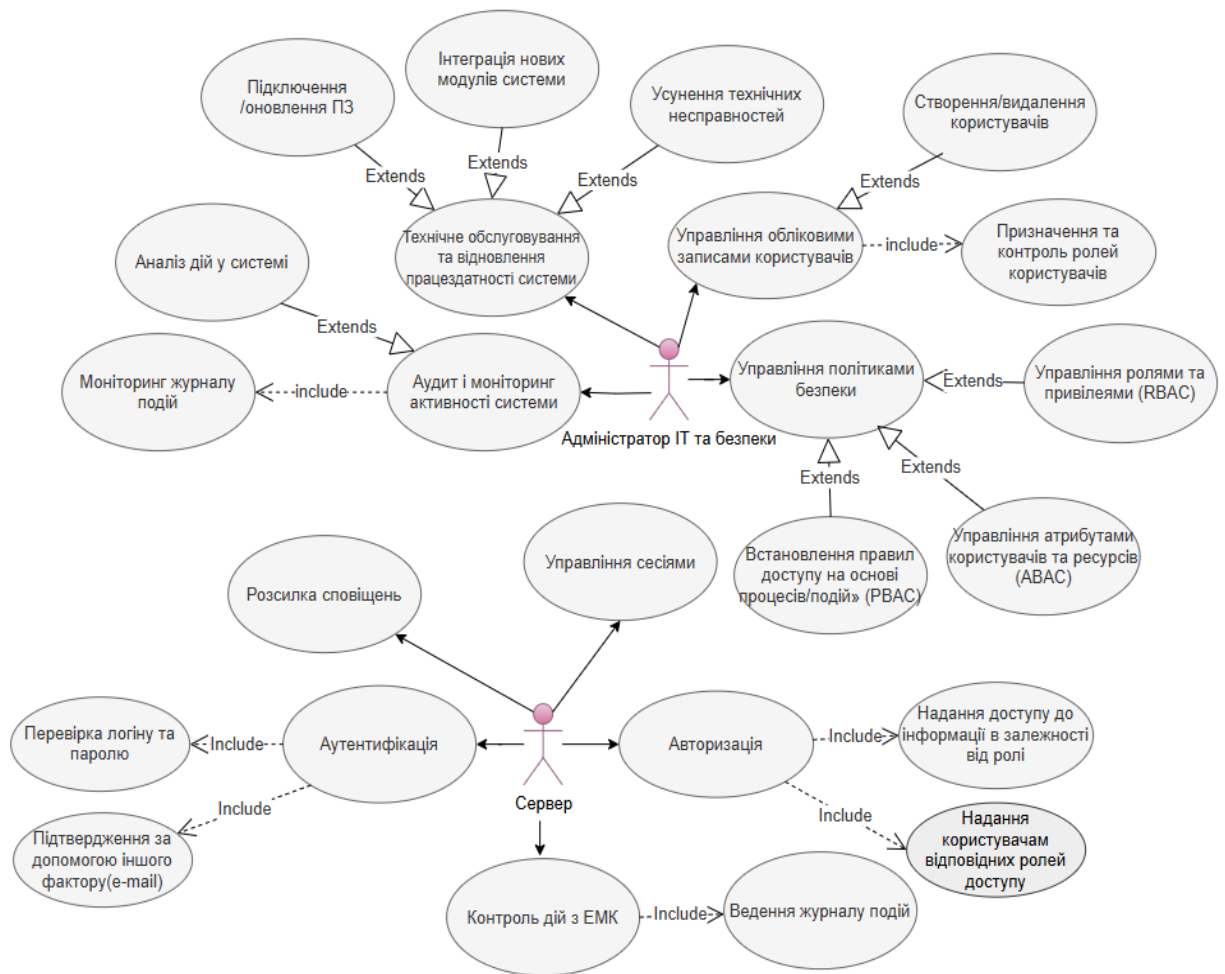 Інтеграція нових
модулів системи
Підключення
/оновлення ПЗ
Усунення технічних
несправностей
Створення/видалення
користувачів
Extends
Extends
Extends
Extends
Технічне обслуговування
та відновлення
працездатності системи
Управління обліковими
записами користувачів
include
Призначення та
контроль ролей
користувачів
Аналіз дій у системі
Extends
Моніторинг журналу
подій
include
Аудит і моніторинг
активності системи
Адміністратор ІТ та безпеки
Управління політиками
безпеки
Extends
Управління ролями та
привілеями (RBAC)
Extends
Extends
Встановлення правил
доступу на основі
процесів/подій» (PBAC)
Управління атрибутами
користувачів та ресурсів
(ABAC)
Управління сесіями
Розсилка сповіщень
Перевірка логіну та
паролю
Include
Аутентифікація
Include
Підтвердження за
допомогою іншого
фактору(e-mail)
Сервер
Авторизація
Include
Надання доступу до
інформації в залежності
від ролі
Include
Надання
користувачам
відповідних ролей
доступу
Контроль дій з ЕМК
Include
Ведення журналу подій